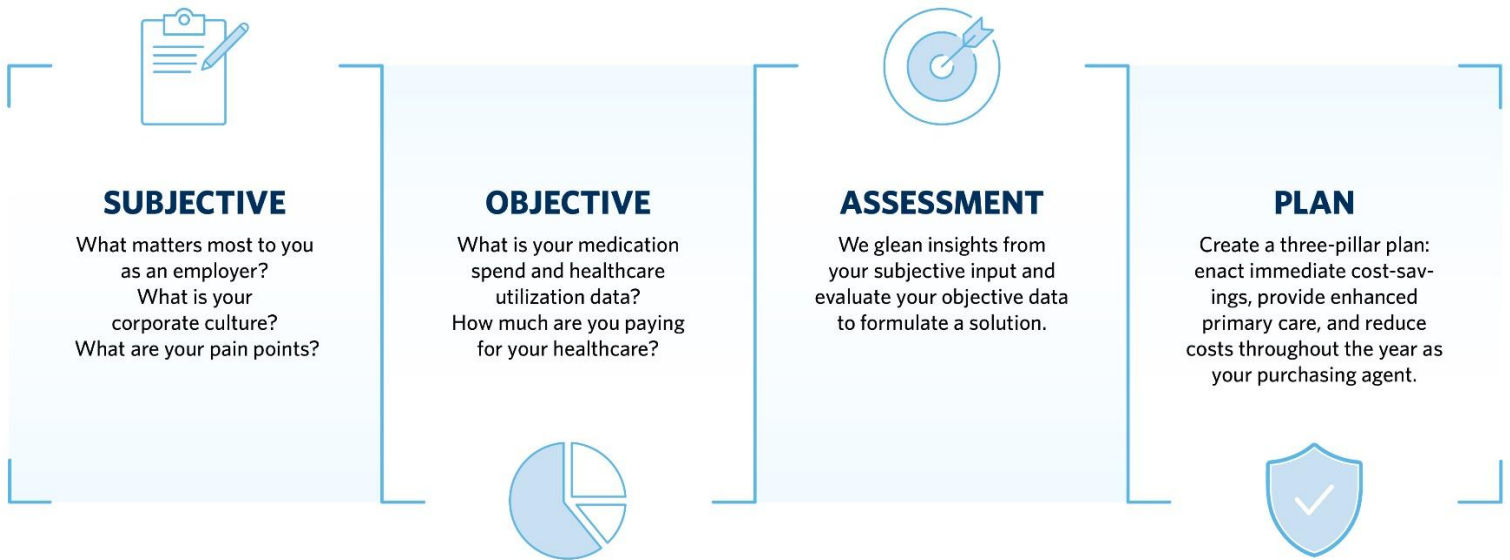 SUBJECTIVE
What matters most to you
as an employer?
What is your
corporate culture?
What are your pain points?
OBJECTIVE
What is your medication
spend and healthcare
utilization data?
How much are you paying
for your healthcare?
ASSESSMENT
We glean insights from
your subjective input and
evaluate your objective data
to formulate a solution.
PLAN
Create a three-pillar plan:
enact immediate cost-sav-
ings, provide enhanced
primary care, and reduce
costs throughout the year as
your purchasing agent.